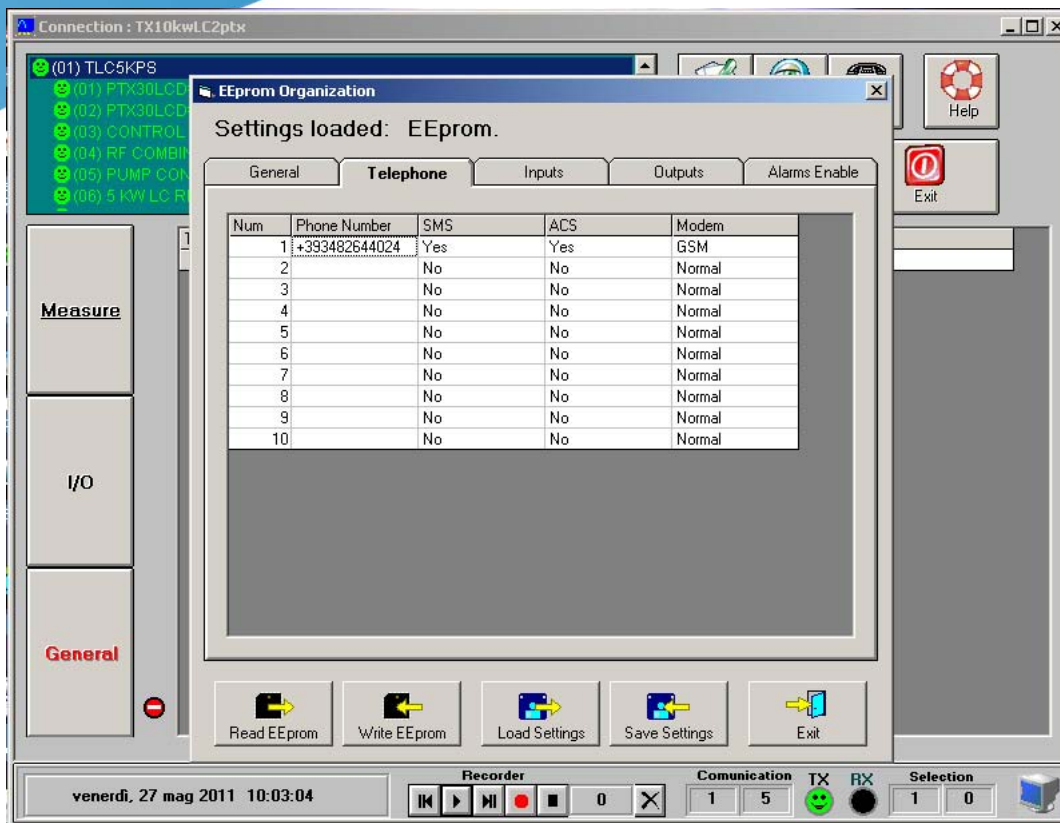 Connection : TX10kwLC2ptx
(01) TLC5KPS
(01) PTX30LCD
(02) PTX30LCD
(03) CONTROL
(04) RF COMBIN
(05) PUMP CON
(06) 5 KW LC R
Help
Exit
EEprom Organization
Settings loaded: EEprom.
General Telephone Inputs Outputs Alarms Enable
Num Phone Number SMS ACS Modem
1 +393482644024 Yes Yes GSM
2 No No Normal
3 No No Normal
4 No No Normal
5 No No Normal
6 No No Normal
7 No No Normal
8 No No Normal
9 No No Normal
10 No No Normal
Measure
I/O
General
Read EEprom Write EEprom Load Settings Save Settings Exit
venerdì, 27 mag 2011 10:03:04
Recorder
0
Comunication
1 5
TX RX
Selection
1 0